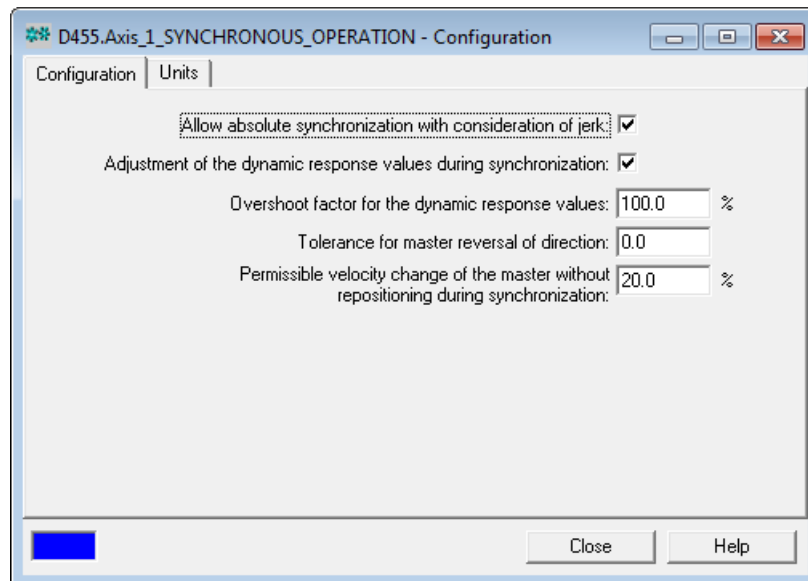 D455.Axis_1_SYNCHRONOUS_OPERATION - Configuration
Configuration Units
Allow absolute synchronization with consideration of jerk:
Adjustment of the dynamic response values during synchronization:
Overshoot factor for the dynamic response values: 100.0 %
Tolerance for master reversal of direction: 0.0
Permissible velocity change of the master without
repositioning during synchronization: 20.0 %
Close Help